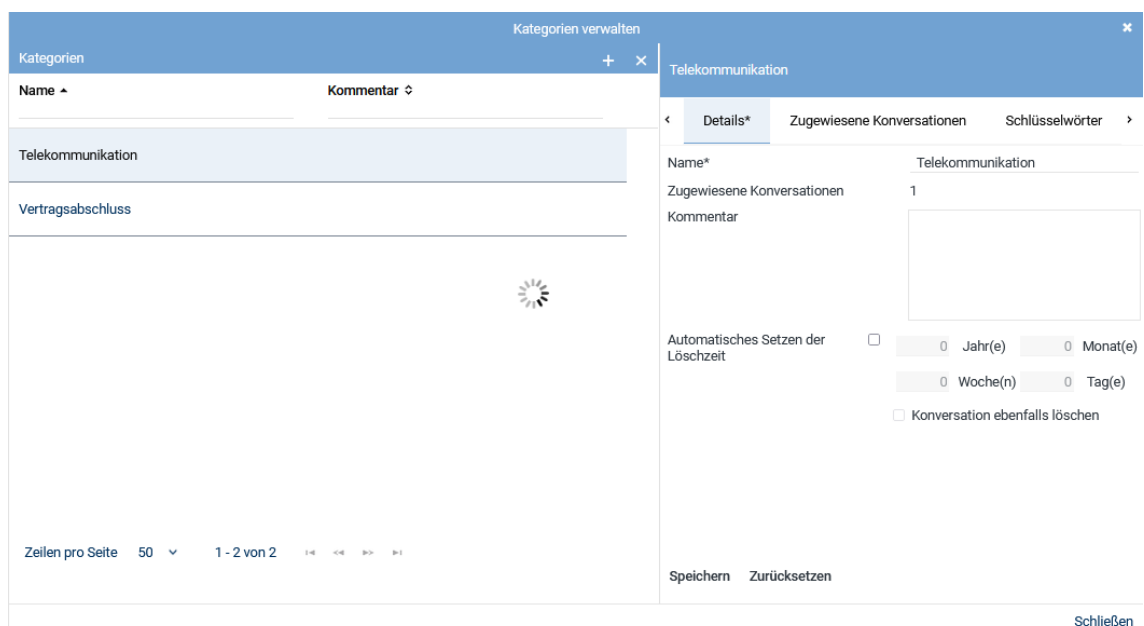 Kategorien verwalten
Kategorien
Name
Kommentar
Telekommunikation
Vertragsabschluss
Zeilen pro Seite 50 1 - 2 von 2
Telekommunikation
Details* Zugewiesene Konversationen Schlüsselwörter
Name* Telekommunikation
Zugewiesene Konversationen 1
Kommentar
Automatisches Setzen der
Löschzeit
0 Jahr(e) 0 Monat(e)
0 Woche(n) 0 Tag(e)
Konversation ebenfalls löschen
Speichern Zurücksetzen
Schließen